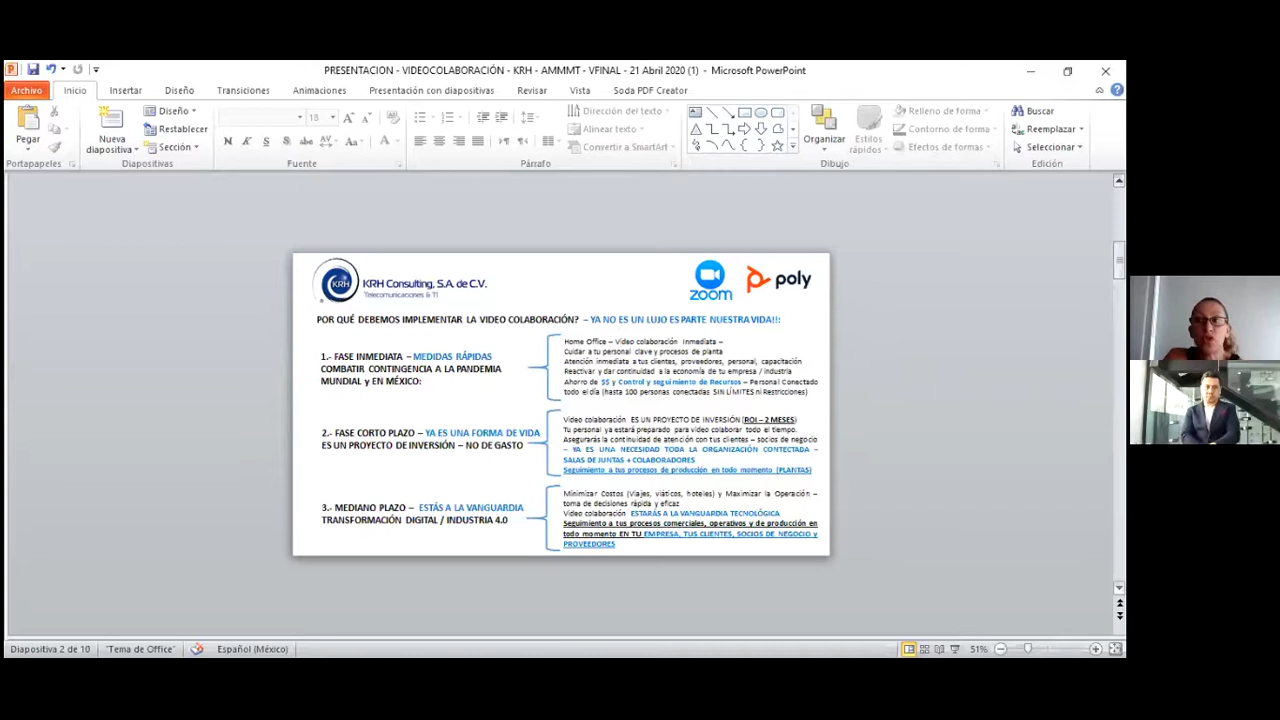 PRESENTACION - VIDEOCOLABORACIÓN - KRH - AMMMT - VFINAL - 21 Abril 2020 (1) - Microsoft PowerPoint
Archivo Inicio Insertar Diseño Transiciones Animaciones Presentación con diapositivas Revisar Vista Soda PDF Creator
Pegar
Portapapeles
Nueva diapositiva
Diseño
Restablecer
Sección
Diapositivas
18
Fuente
Dirección del texto
Alinear texto
Convertir a SmartArt
Párrafo
Organizar
Estilos rápidos
Relleno de forma
Contorno de forma
Efectos de formas
Dibujo
Buscar
Reemplazar
Seleccionar
Edición
KRH
KRH Consulting, S.A. de C.V.
Telecomunicaciones & TI
zoom
poly
POR QUÉ DEBEMOS IMPLEMENTAR LA VIDEO COLABORACIÓN? – YA NO ES UN LUJO ES PARTE NUESTRA VIDA!!:
1.- FASE INMEDIATA – MEDIDAS RÁPIDAS
COMBATIR CONTINGENCIA A LA PANDEMIA
MUNDIAL y EN MÉXICO:
Home Office – Vídeo colaboración Inmediata –
Cuidar a tu personal clave y procesos de planta
Atención inmediata a tus clientes, proveedores, personal, capacitación
Reactivar y dar continuidad a la economía de tu empresa / industria
Ahorro de $$ y Control y seguimiento de Recursos – Personal Conectado
todo el día (hasta 100 personas conectadas SIN LÍMITES ni Restricciones)
2.- FASE CORTO PLAZO – YA ES UNA FORMA DE VIDA
ES UN PROYECTO DE INVERSIÓN – NO DE GASTO
Vídeo colaboración ES UN PROYECTO DE INVERSIÓN (ROI – 2 MESES)
Tu personal ya estará preparado para vídeo colaborar todo el tiempo.
Asegurarás la continuidad de atención con tus clientes – socios de negocio
– YA ES UNA NECESIDAD TODA LA ORGANIZACIÓN CONTECTADA –
SALAS DE JUNTAS + COLABORADORES
Seguimiento a tus procesos de producción en todo momento (PLANTAS)
3.- MEDIANO PLAZO – ESTÁS A LA VANGUARDIA
TRANSFORMACIÓN DIGITAL / INDUSTRIA 4.0
Minimizar Costos (Viajes, viáticos, hoteles) y Maximizar la Operación –
toma de decisiones rápida y eficaz
Vídeo colaboración ESTARÁS A LA VANGUARDIA TECNOLÓGICA
Seguimiento a tus procesos comerciales, operativos y de producción en
todo momento EN TU EMPRESA, TUS CLIENTES, SOCIOS DE NEGOCIO y
PROVEEDORES
Diapositiva 2 de 10 "Tema de Office" Español (México) 51%